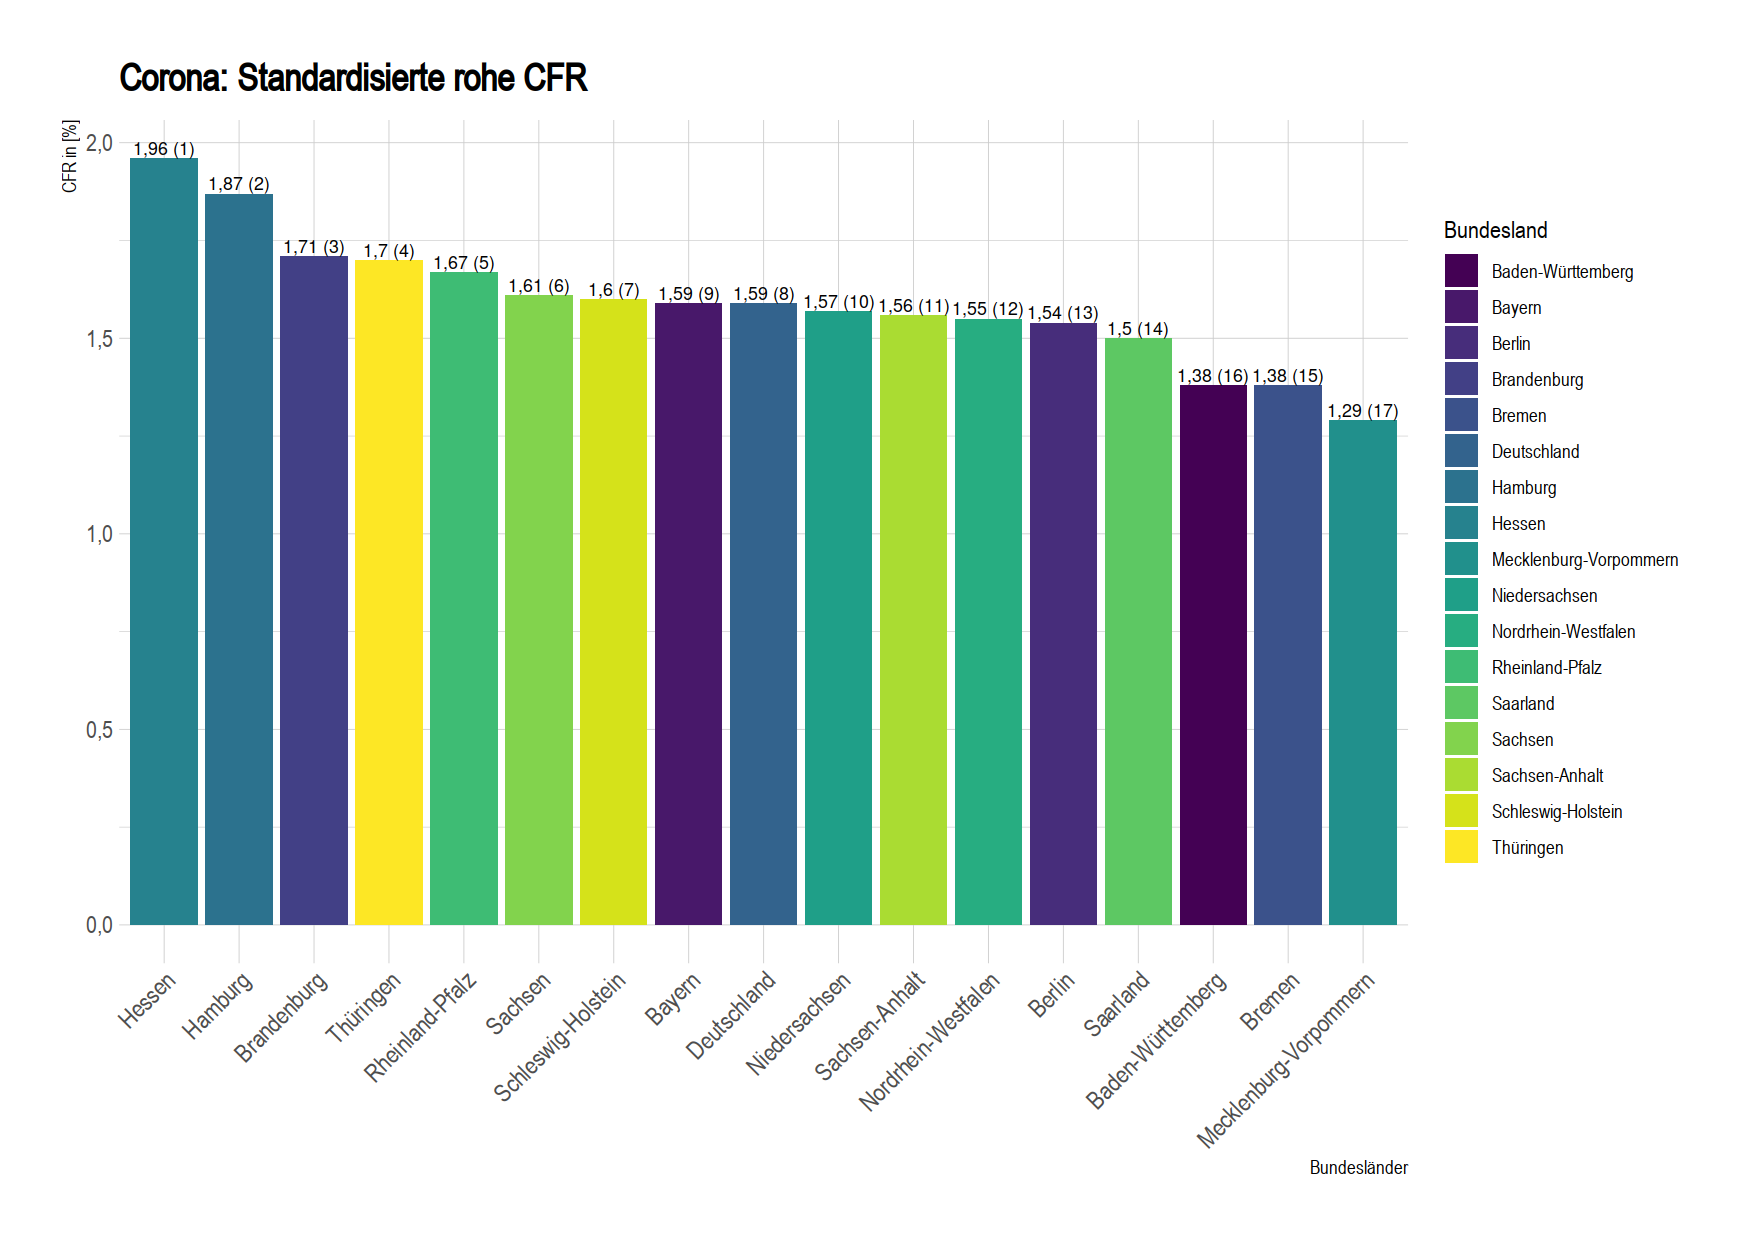 Corona: Standardisierte rohe CFR
CFR in [%]
2,0
1,5
1,0
0,5
0,0
1,96 (1)
1,87 (2)
1,71 (3)
1,7 (4)
1,67 (5)
1,61 (6)
1,6 (7)
1,59 (9)
1,59 (8)
1,57 (10)
1,56 (11)
1,55 (12)
1,54 (13)
1,5 (14)
1,38 (16)
1,38 (15)
1,29 (17)
Hessen
Hamburg
Brandenburg
Thüringen
Rheinland-Pfalz
Sachsen
Schleswig-Holstein
Bayern
Deutschland
Niedersachsen
Sachsen-Anhalt
Nordrhein-Westfalen
Berlin
Saarland
Baden-Württemberg
Bremen
Mecklenburg-Vorpommern
Bundesländer
Bundesland
Baden-Württemberg
Bayern
Berlin
Brandenburg
Bremen
Deutschland
Hamburg
Hessen
Mecklenburg-Vorpommern
Niedersachsen
Nordrhein-Westfalen
Rheinland-Pfalz
Saarland
Sachsen
Sachsen-Anhalt
Schleswig-Holstein
Thüringen